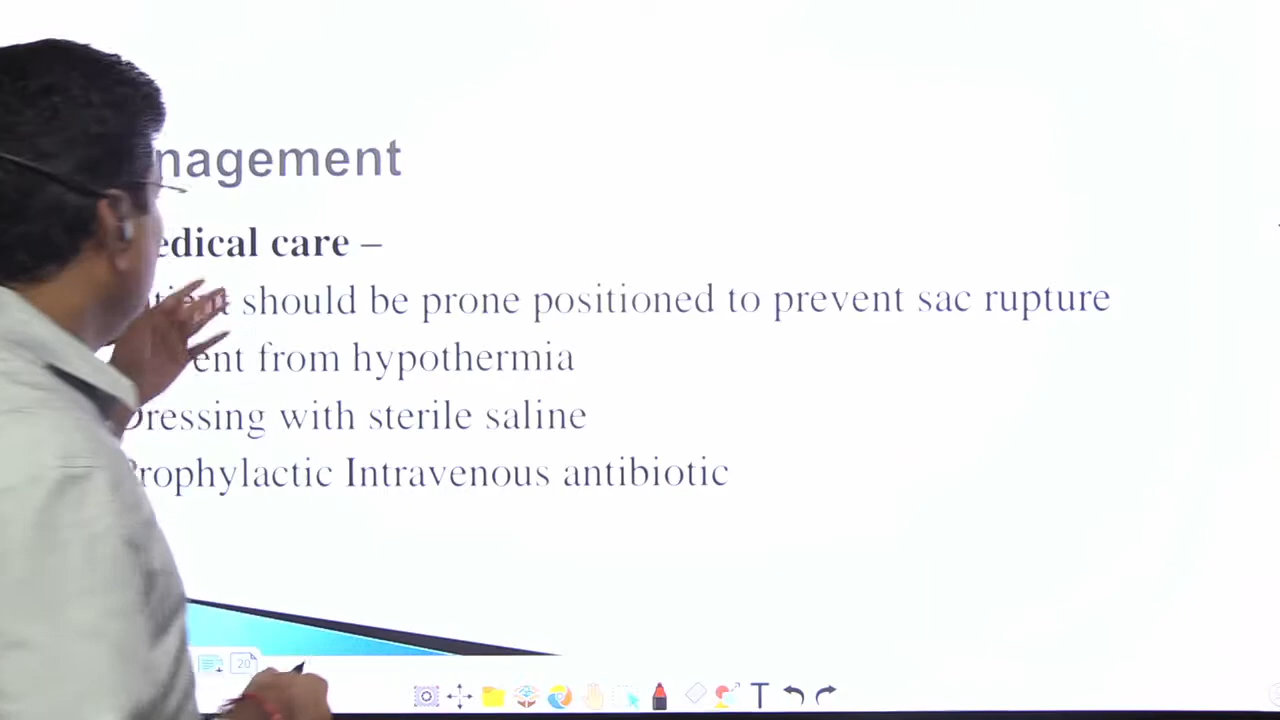 nagement
edical care –
should be prone positioned to prevent sac rupture
ent from hypothermia
Dressing with sterile saline
Prophylactic Intravenous antibiotic
20
T